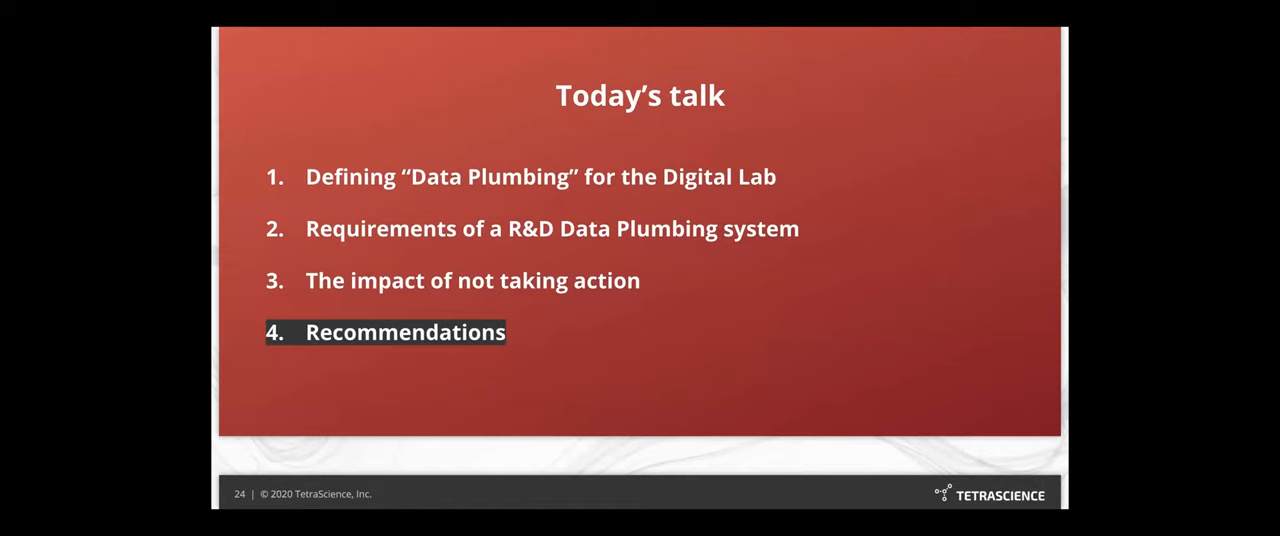 Today’s talk
1. Defining “Data Plumbing” for the Digital Lab
2. Requirements of a R&D Data Plumbing system
3. The impact of not taking action
4. Recommendations
24 | © 2020 TetraScience, Inc.
TETRASCIENCE